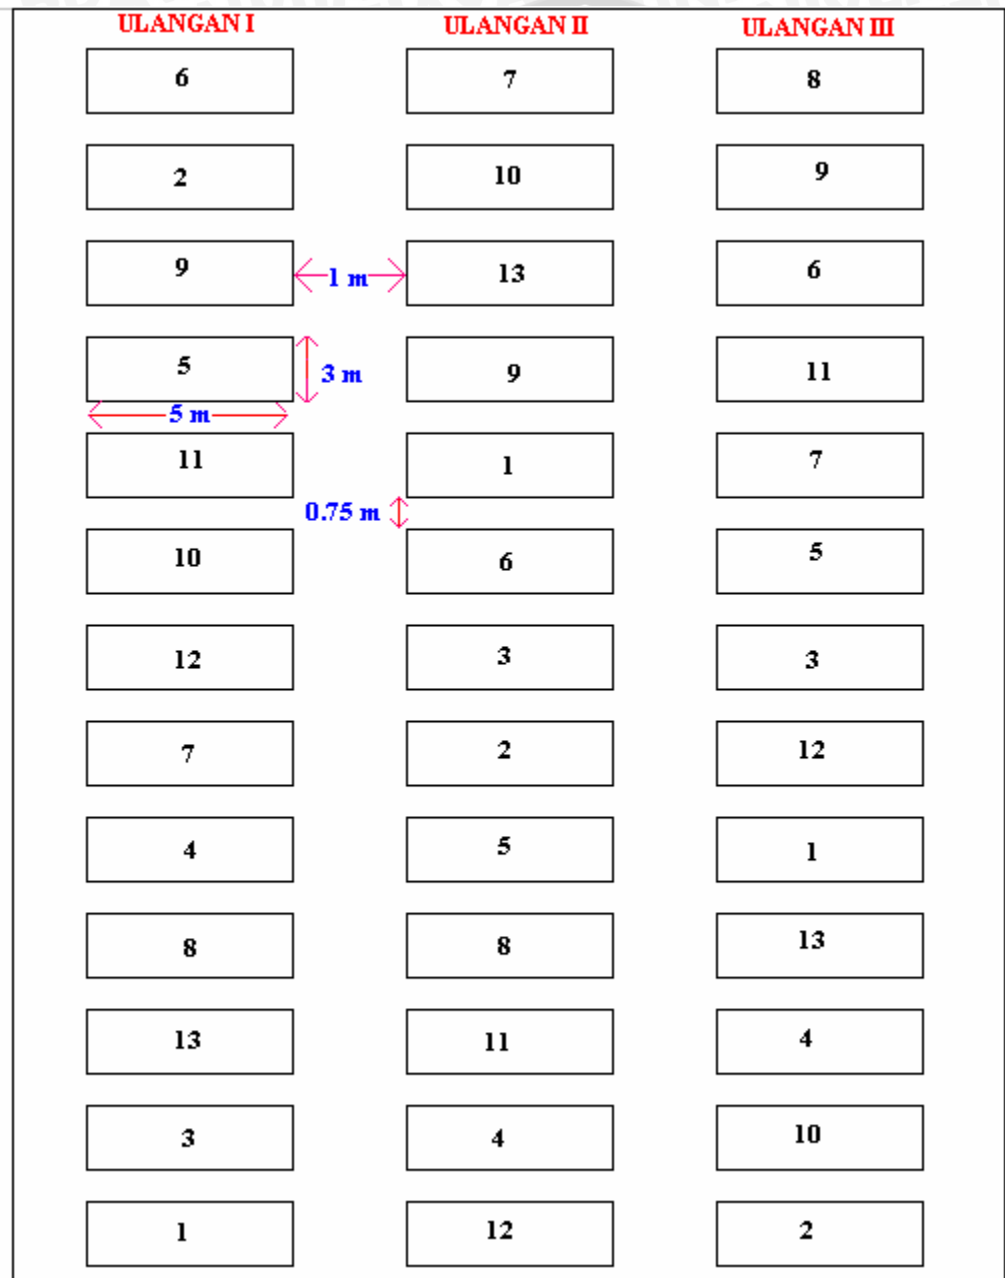 ULANGAN I ULANGAN II ULANGAN III
6 7 8
2 10 9
9 1 m 13 6
5 3 m 9 11
5 m
11 1 7
0.75 m
10 6 5
12 3 3
7 2 12
4 5 1
8 8 13
13 11 4
3 4 10
1 12 2